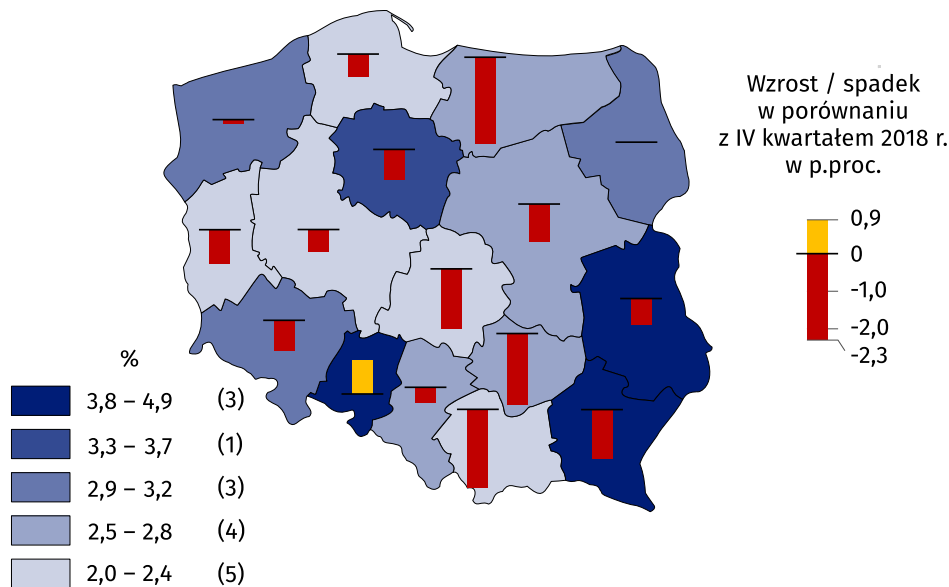 Wzrost / spadek
w porównaniu
z IV kwartałem 2018 r.
w p.proc.
0,9
0
-1,0
-2,0
-2,3
%
3,8 – 4,9 (3)
3,3 – 3,7 (1)
2,9 – 3,2 (3)
2,5 – 2,8 (4)
2,0 – 2,4 (5)